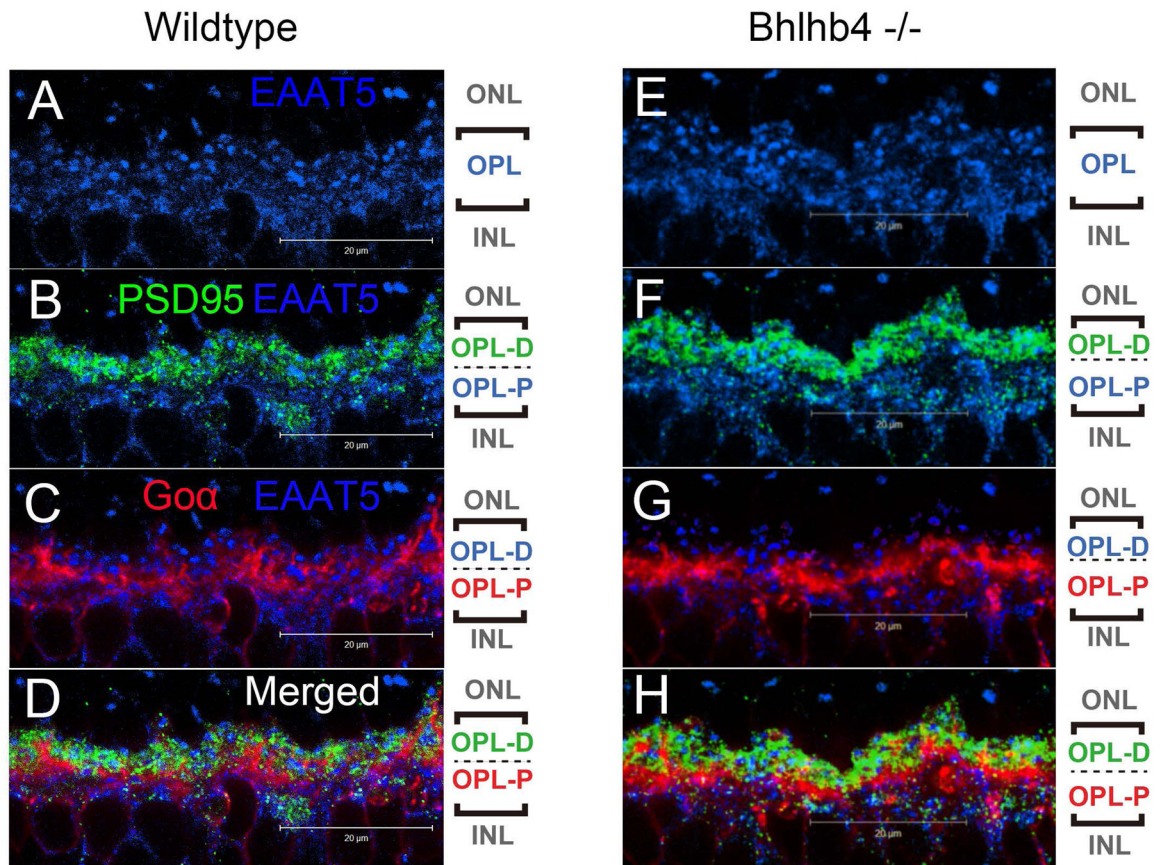 Wildtype
Bhlhb4 -/-
A
EAAT5
ONL
OPL
INL
20 µm
E
ONL
OPL
INL
20 µm
B
PSD95 EAAT5
ONL
OPL-D
OPL-P
INL
20 µm
F
ONL
OPL-D
OPL-P
INL
20 µm
C
Goα EAAT5
ONL
OPL-D
OPL-P
INL
20 µm
G
ONL
OPL-D
OPL-P
INL
20 µm
D
Merged
ONL
OPL-D
OPL-P
INL
20 µm
H
ONL
OPL-D
OPL-P
INL
20 µm